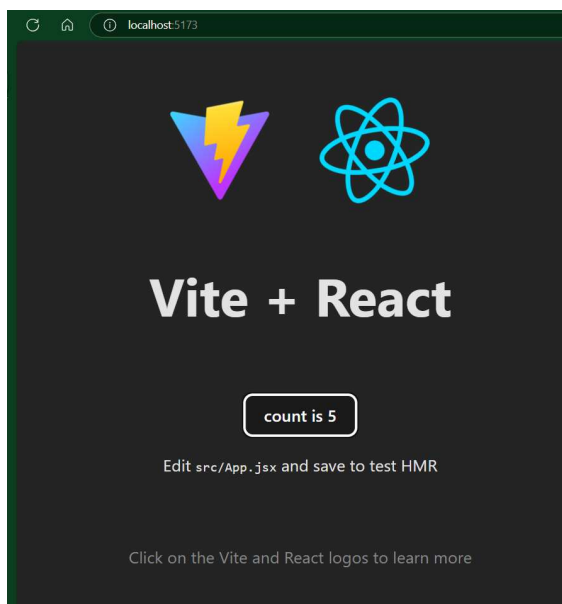 localhost:5173
Vite + React
count is 5
Edit src/App.jsx and save to test HMR
Click on the Vite and React logos to learn more